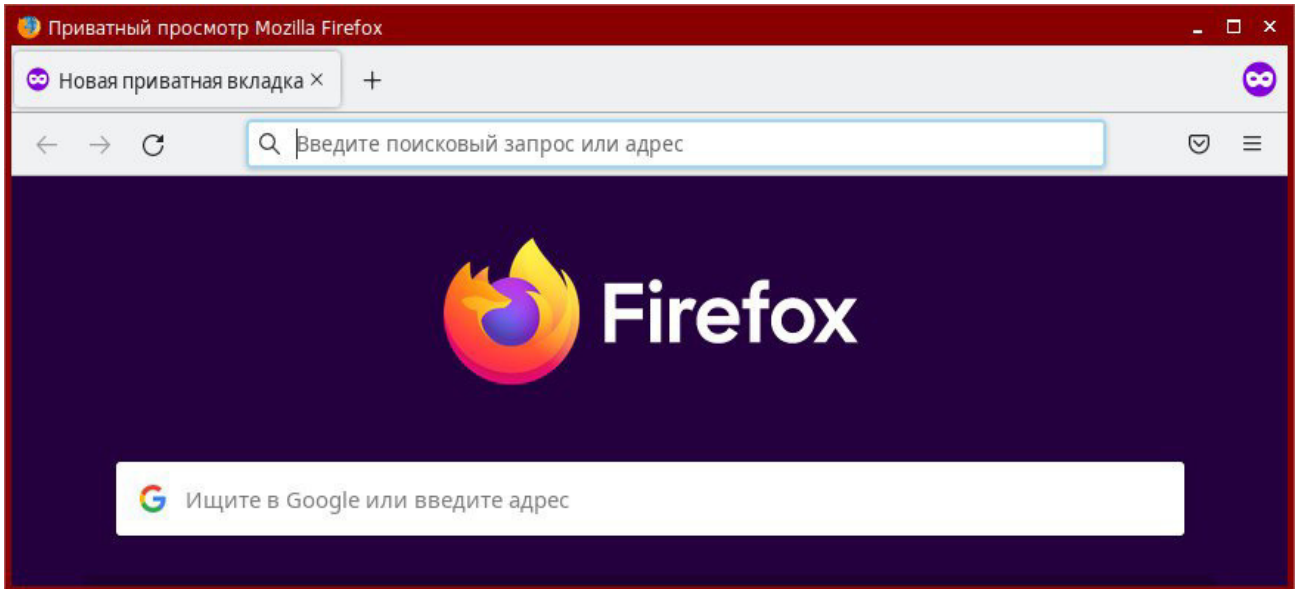 Приватный просмотр Mozilla Firefox
Новая приватная вкладка
Введите поисковый запрос или адрес
Firefox
Ищите в Google или введите адрес